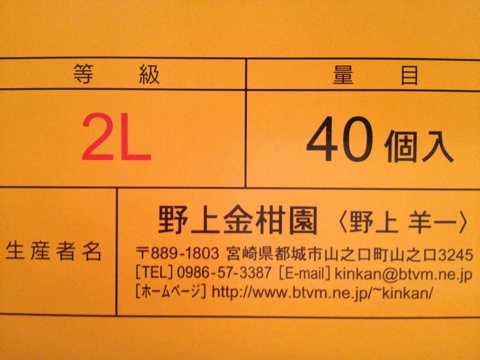 等級 量目
2L 40個入
生産者名
野上金柑園〈野上 羊一〉
〒889-1803 宮崎県都城市山之口町山之口3245
[TEL] 0986-57-3387 [E-mail] kinkan@btvm.ne.jp
[ホームページ] http://www.btvm.ne.jp/~kinkan/